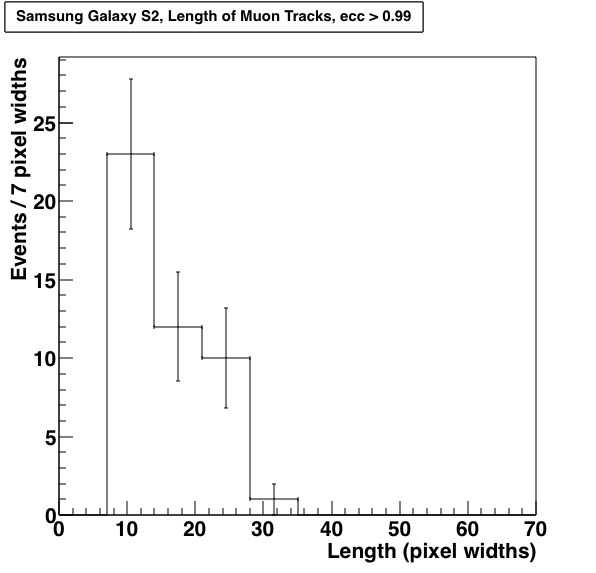 Samsung Galaxy S2, Length of Muon Tracks, ecc > 0.99
Events / 7 pixel widths
25
20
15
10
5
0
0 10 20 30 40 50 60 70
Length (pixel widths)